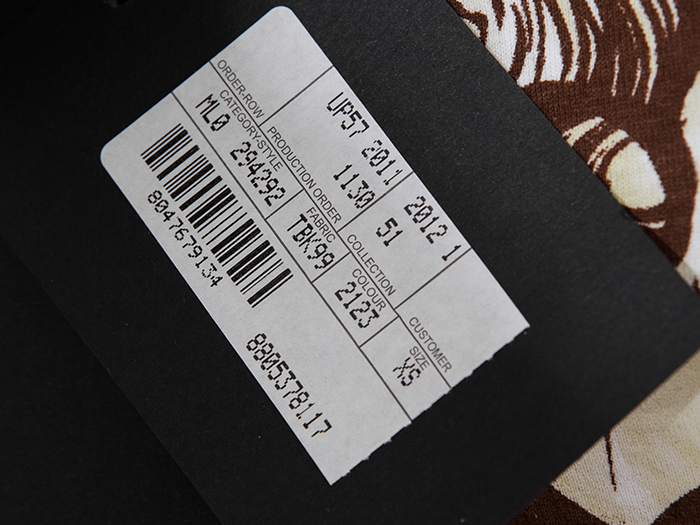 UP57 2011 2012 1
1130 51
ORDER-ROW PRODUCTION ORDER COLLECTION CUSTOMER
CATEGORY-STYLE FABRIC COLOUR SIZE
ML0 294292 TBK99 2123 XS
8047679134
8805378117